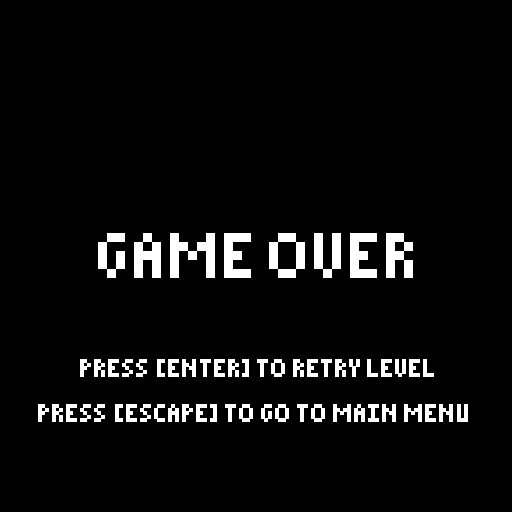 GAME OVER
PRESS [ENTER] TO RETRY LEVEL
PRESS [ESCAPE] TO GO TO MAIN MENU